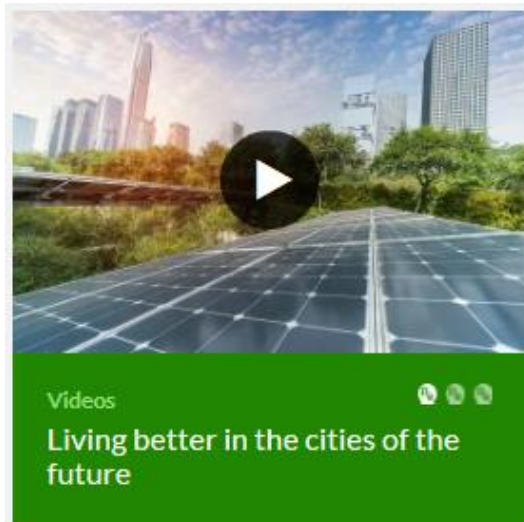 Videos
Living better in the cities of the
future